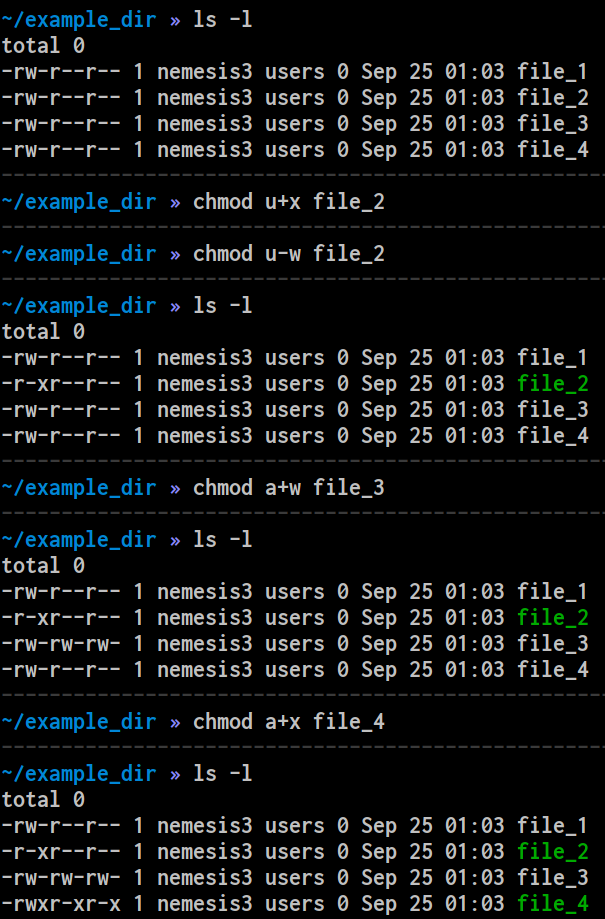 ~/example_dir » ls -l
total 0
-rw-r--r-- 1 nemesis3 users 0 Sep 25 01:03 file_1
-rw-r--r-- 1 nemesis3 users 0 Sep 25 01:03 file_2
-rw-r--r-- 1 nemesis3 users 0 Sep 25 01:03 file_3
-rw-r--r-- 1 nemesis3 users 0 Sep 25 01:03 file_4
~/example_dir » chmod u+x file_2
~/example_dir » chmod u-w file_2
~/example_dir » ls -l
total 0
-rw-r--r-- 1 nemesis3 users 0 Sep 25 01:03 file_1
-r-xr--r-- 1 nemesis3 users 0 Sep 25 01:03 file_2
-rw-r--r-- 1 nemesis3 users 0 Sep 25 01:03 file_3
-rw-r--r-- 1 nemesis3 users 0 Sep 25 01:03 file_4
~/example_dir » chmod a+w file_3
~/example_dir » ls -l
total 0
-rw-r--r-- 1 nemesis3 users 0 Sep 25 01:03 file_1
-r-xr--r-- 1 nemesis3 users 0 Sep 25 01:03 file_2
-rw-rw-rw- 1 nemesis3 users 0 Sep 25 01:03 file_3
-rw-r--r-- 1 nemesis3 users 0 Sep 25 01:03 file_4
~/example_dir » chmod a+x file_4
~/example_dir » ls -l
total 0
-rw-r--r-- 1 nemesis3 users 0 Sep 25 01:03 file_1
-r-xr--r-- 1 nemesis3 users 0 Sep 25 01:03 file_2
-rw-rw-rw- 1 nemesis3 users 0 Sep 25 01:03 file_3
-rwxr-xr-x 1 nemesis3 users 0 Sep 25 01:03 file_4